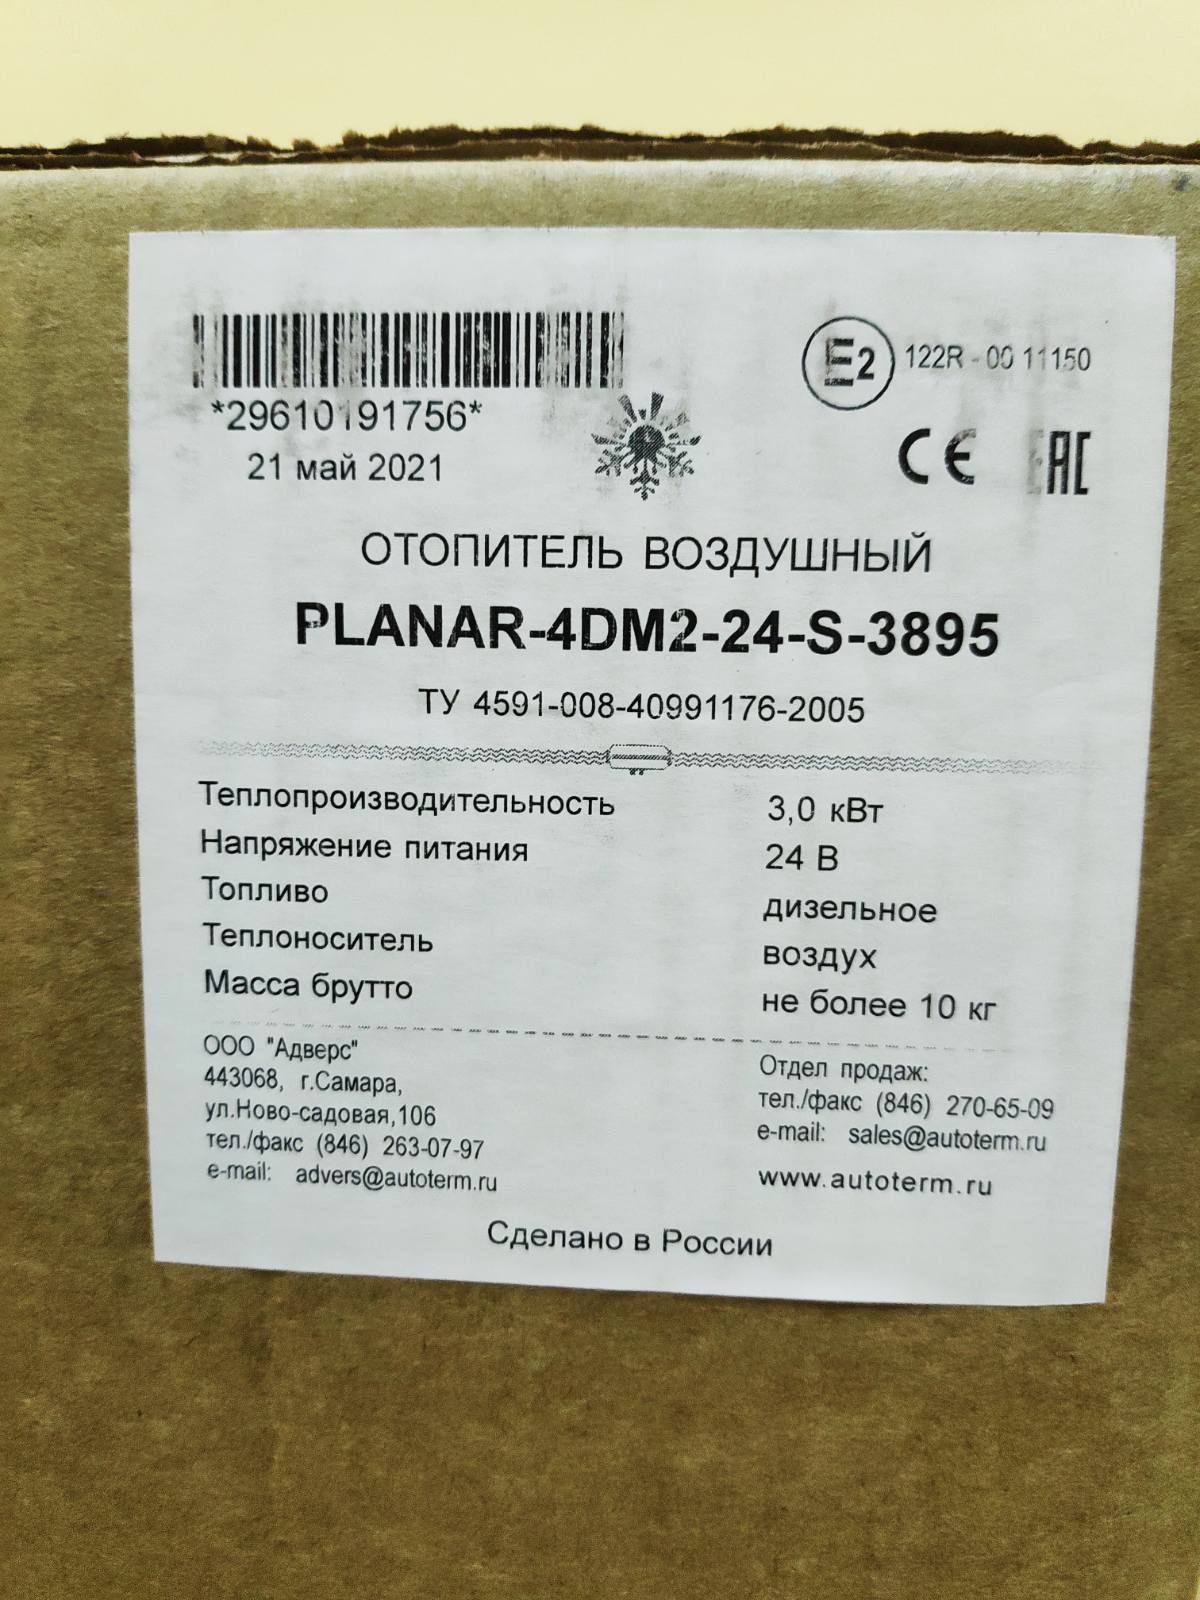 *29610191756*
21 май 2021
E2 122R - 00 11150
CE EAC
ОТОПИТЕЛЬ ВОЗДУШНЫЙ
PLANAR-4DM2-24-S-3895
ТУ 4591-008-40991176-2005
Теплопроизводительность 3,0 кВт
Напряжение питания 24 В
Топливо дизельное
Теплоноситель воздух
Масса брутто не более 10 кг
ООО "Адверс"
443068, г.Самара,
ул.Ново-садовая,106
тел./факс (846) 263-07-97
e-mail: advers@autoterm.ru
Отдел продаж:
тел./факс (846) 270-65-09
e-mail: sales@autoterm.ru
www.autoterm.ru
Сделано в России